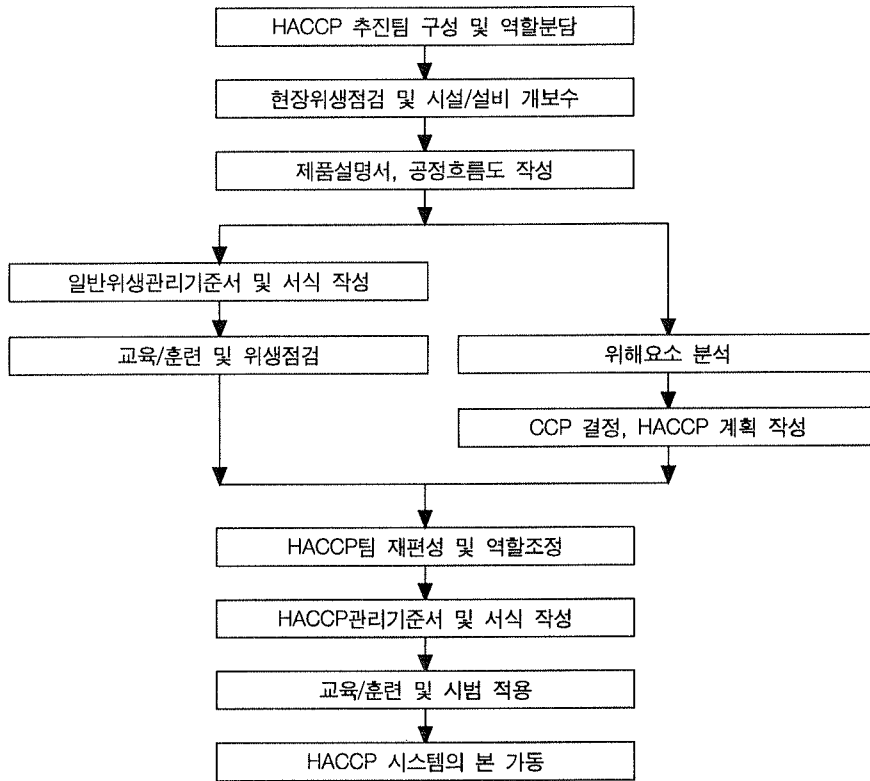 HACCP 추진팀 구성 및 역할분담
현장위생점검 및 시설/설비 개보수
제품설명서, 공정흐름도 작성
일반위생관리기준서 및 서식 작성
교육/훈련 및 위생점검
위해요소 분석
CCP 결정, HACCP 계획 작성
HACCP팀 재편성 및 역할조정
HACCP관리기준서 및 서식 작성
교육/훈련 및 시범 적용
HACCP 시스템의 본 가동